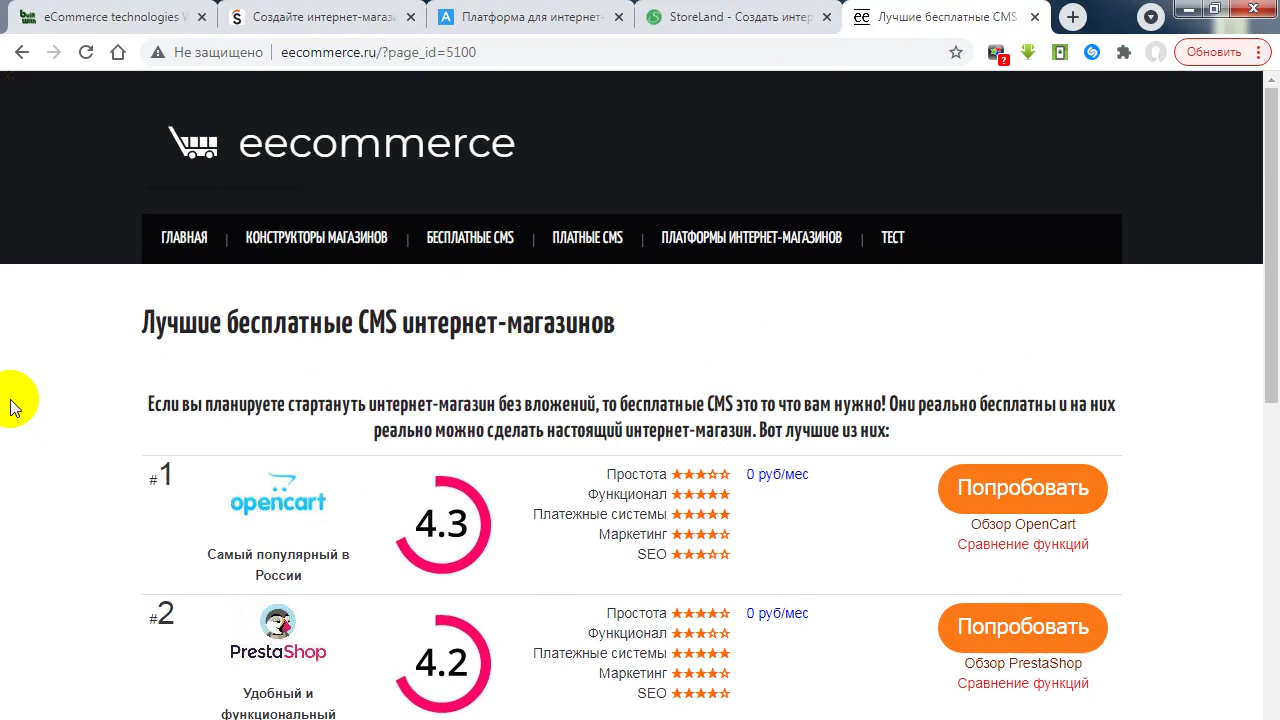 eCommerce technologies W
Создайте интернет-магази
Платформа для интернет-
StoreLand - Создать интерн
Лучшие бесплатные CMS
Не защищено
eecommerce.ru/?page_id=5100
Обновить
eecommerce
ГЛАВНАЯ | КОНСТРУКТОРЫ МАГАЗИНОВ | БЕСПЛАТНЫЕ CMS | ПЛАТНЫЕ CMS | ПЛАТФОРМЫ ИНТЕРНЕТ-МАГАЗИНОВ | ТЕСТ
Лучшие бесплатные CMS интернет-магазинов
Если вы планируете стартануть интернет-магазин без вложений, то бесплатные CMS это то что вам нужно! Они реально бесплатны и на них
реально можно сделать настоящий интернет-магазин. Вот лучшие из них:
#1
opencart
Самый популярный в
России
4.3
Простота ★★★☆☆ 0 руб/мес
Функционал ★★★★★
Платежные системы ★★★★★
Маркетинг ★★★★☆
SEO ★★★☆☆
Попробовать
Обзор OpenCart
Сравнение функций
#2
PrestaShop
Удобный и
функциональный
4.2
Простота ★★★★☆ 0 руб/мес
Функционал ★★★☆☆
Платежные системы ★★★★★
Маркетинг ★★★★☆
SEO ★★★★☆
Попробовать
Обзор PrestaShop
Сравнение функций